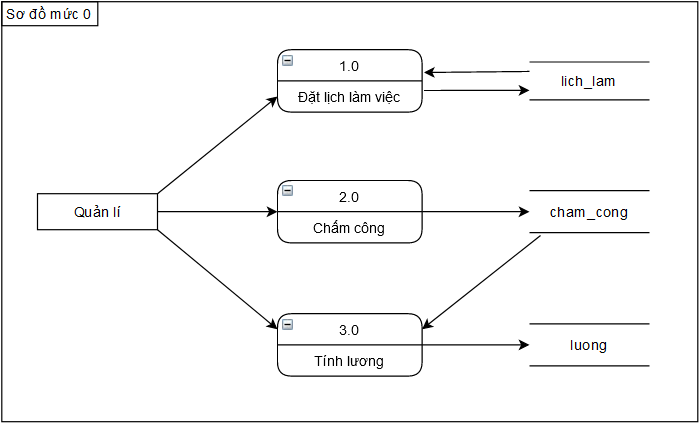 Sơ đồ mức 0
1.0
Đặt lịch làm việc
lich_lam
Quản lí
2.0
Chấm công
cham_cong
3.0
Tính lương
luong